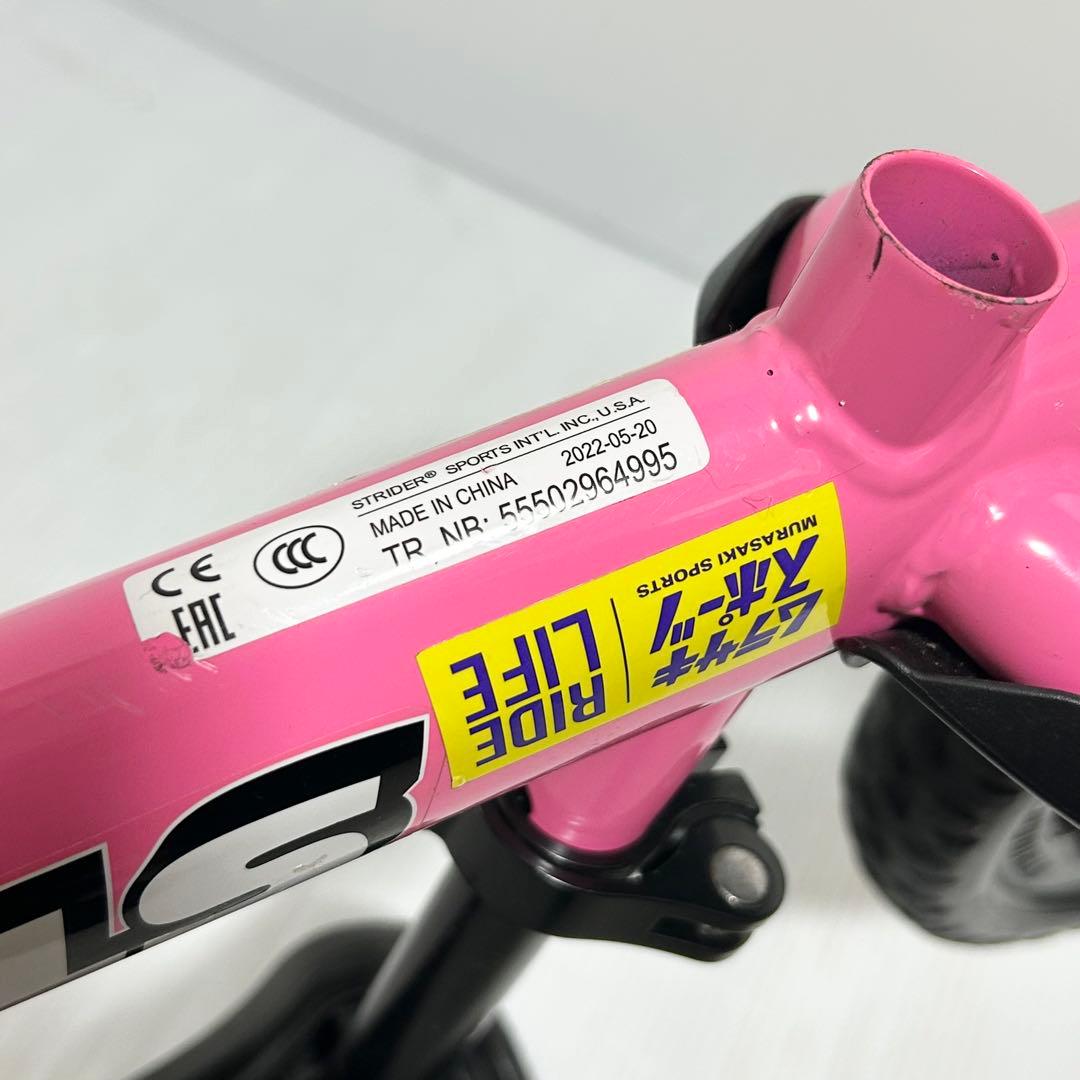 STRIDER® SPORTS INT'L. INC., U.S.A.
MADE IN CHINA 2022-05-20
TR NB: 55502964995
CE
CCC
EAC
RIDE
LIFE
ムラサキ
スポーツ
MURASAKI SPORTS